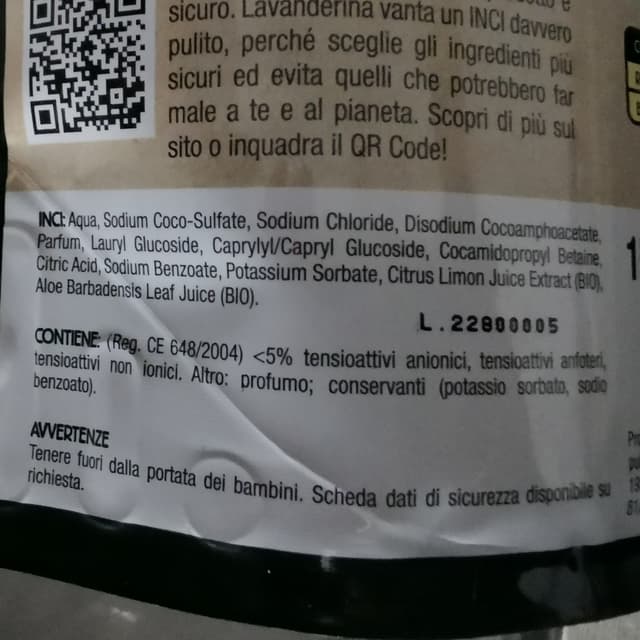 sicuro. Lavanderina vanta un INCI davvero
pulito, perché sceglie gli ingredienti più
sicuri ed evita quelli che potrebbero far
male a te e al pianeta. Scopri di più sul
sito o inquadra il QR Code!
INCI: Aqua, Sodium Coco-Sulfate, Sodium Chloride, Disodium Cocoamphoacetate,
Parfum, Lauryl Glucoside, Caprylyl/Capryl Glucoside, Cocamidopropyl Betaine,
Citric Acid, Sodium Benzoate, Potassium Sorbate, Citrus Limon Juice Extract (BIO),
Aloe Barbadensis Leaf Juice (BIO).
L.22800005
CONTIENE: (Reg. CE 648/2004) <5% tensioattivi anionici, tensioattivi anfoteri,
tensioattivi non ionici. Altro: profumo; conservanti (potassio sorbato, sodio
benzoato).
AVVERTENZE
Tenere fuori dalla portata dei bambini. Scheda dati di sicurezza disponibile su
richiesta.